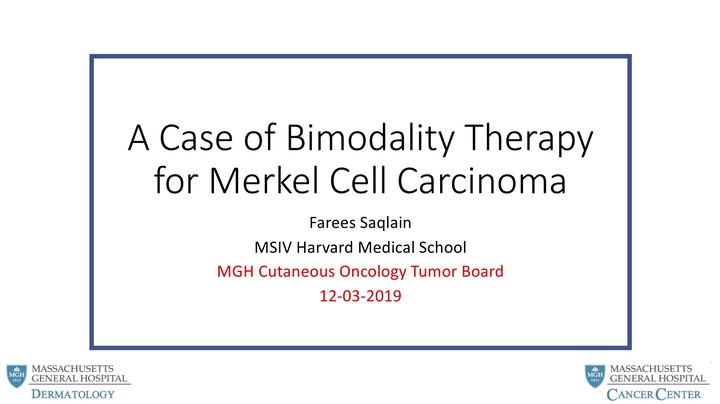 A Case of Bimodality Therapy
for Merkel Cell Carcinoma
Farees Saqlain
MSIV Harvard Medical School
MGH Cutaneous Oncology Tumor Board
12-03-2019
MGH
1811
MASSACHUSETTS
GENERAL HOSPITAL
DERMATOLOGY
MGH
1811
MASSACHUSETTS
GENERAL HOSPITAL
CANCER CENTER